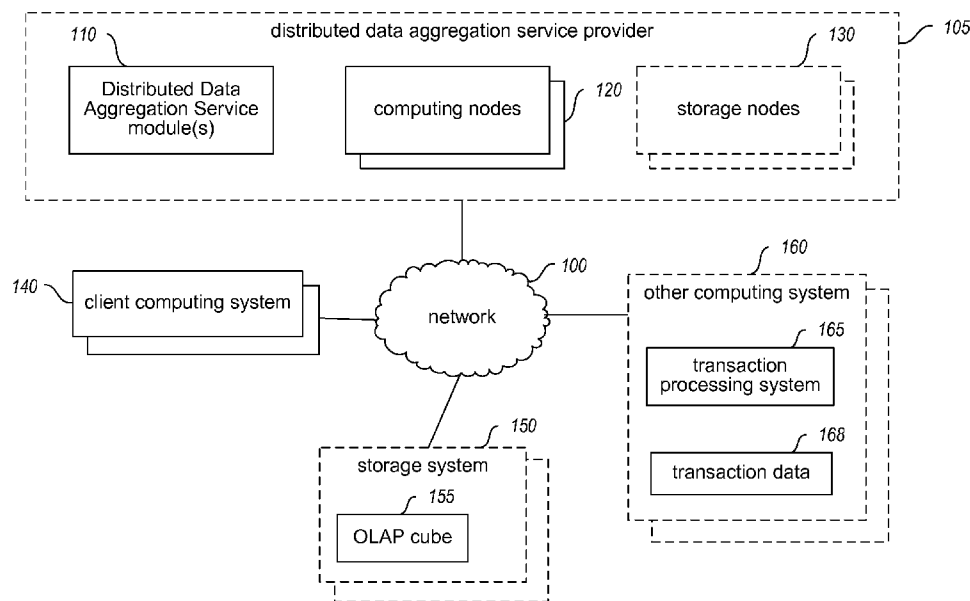 110
distributed data aggregation service provider
130
105
Distributed Data
Aggregation Service
module(s)
computing nodes
120
storage nodes
160
100
140
client computing system
network
other computing system
165
transaction
processing system
150
168
storage system
transaction data
155
OLAP cube